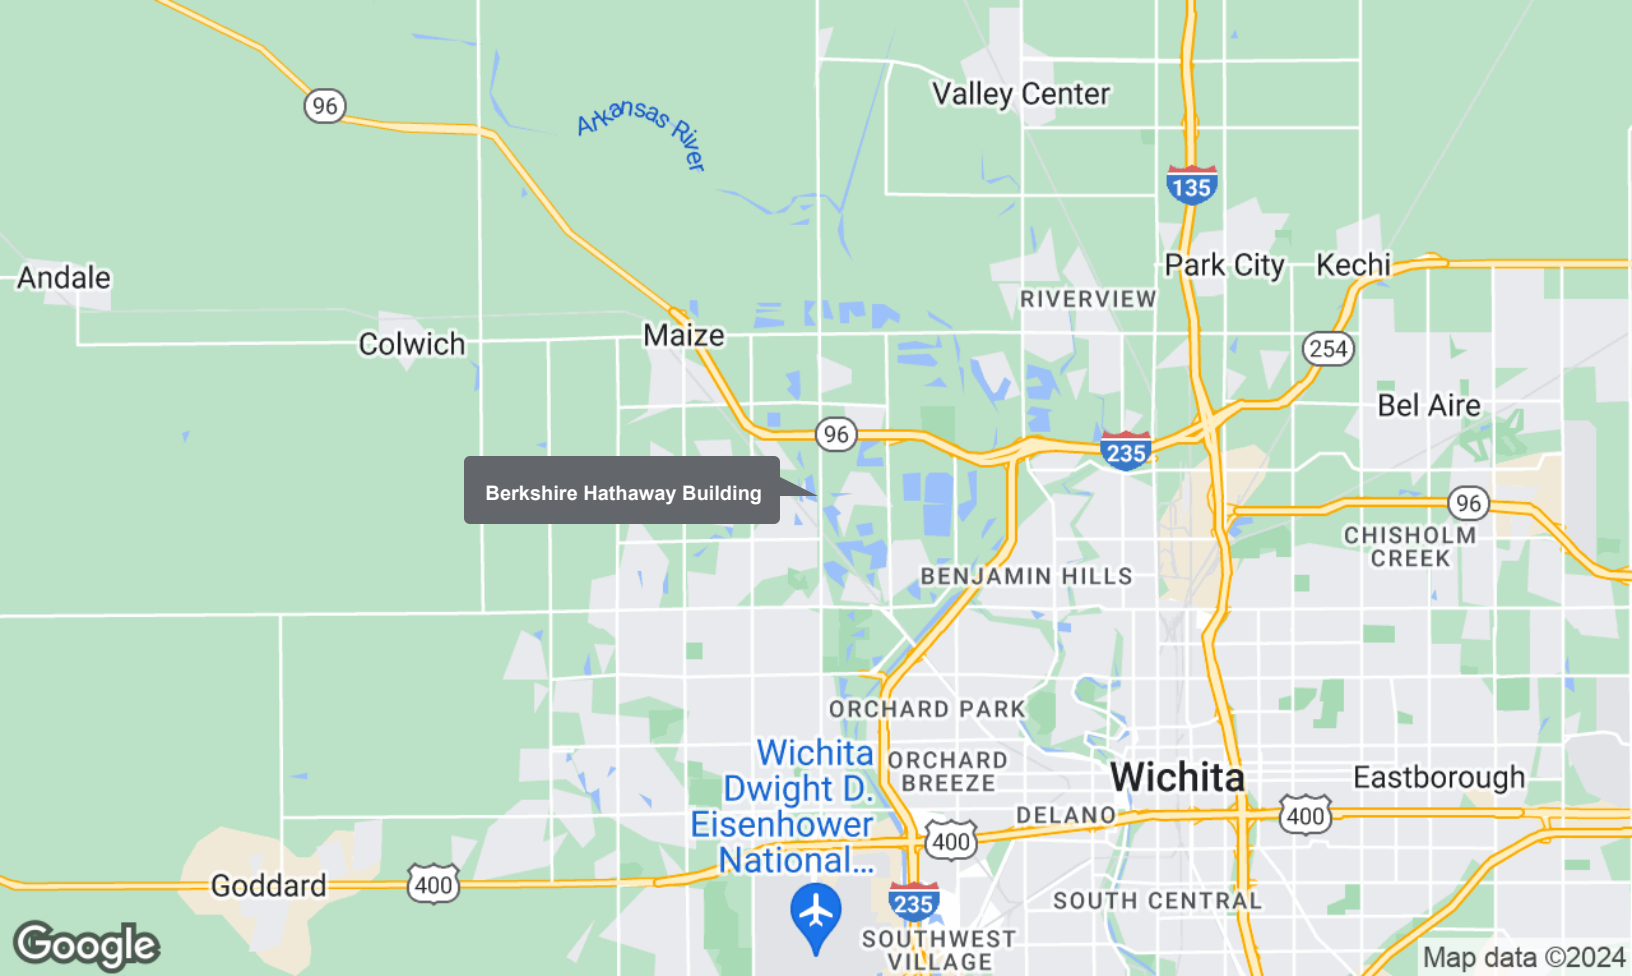 Valley Center
96
Arkansas River
135
Andale
Park City
Kechi
RIVERVIEW
Colwich
Maize
254
Bel Aire
96
235
Berkshire Hathaway Building
96
CHISHOLM
CREEK
BENJAMIN HILLS
ORCHARD PARK
Wichita
Dwight D.
Eisenhower
National...
ORCHARD
BREEZE
Wichita
Eastborough
DELANO
400
400
Goddard
400
235
SOUTH CENTRAL
SOUTHWEST
VILLAGE
Google
Map data ©2024